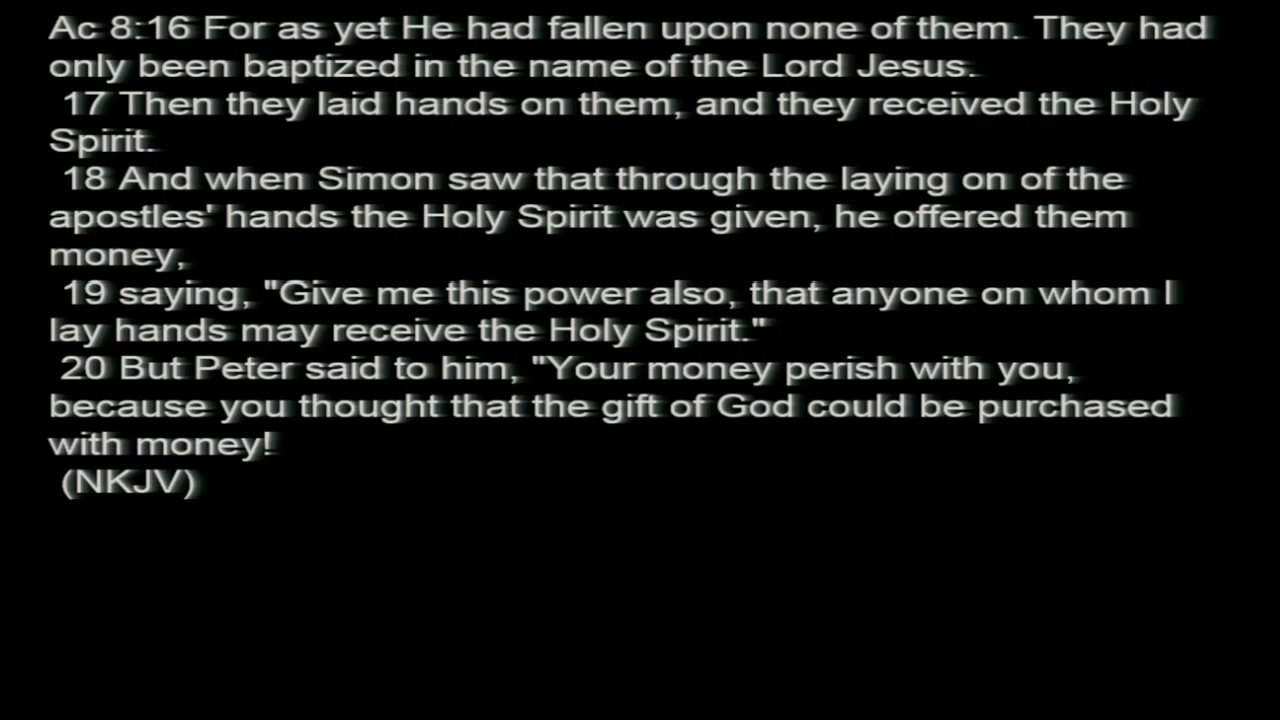 Ac 8:16 For as yet He had fallen upon none of them. They had
only been baptized in the name of the Lord Jesus.
17 Then they laid hands on them, and they received the Holy
Spirit.
18 And when Simon saw that through the laying on of the
apostles' hands the Holy Spirit was given, he offered them
money,
19 saying, "Give me this power also, that anyone on whom I
lay hands may receive the Holy Spirit."
20 But Peter said to him, "Your money perish with you,
because you thought that the gift of God could be purchased
with money!
(NKJV)